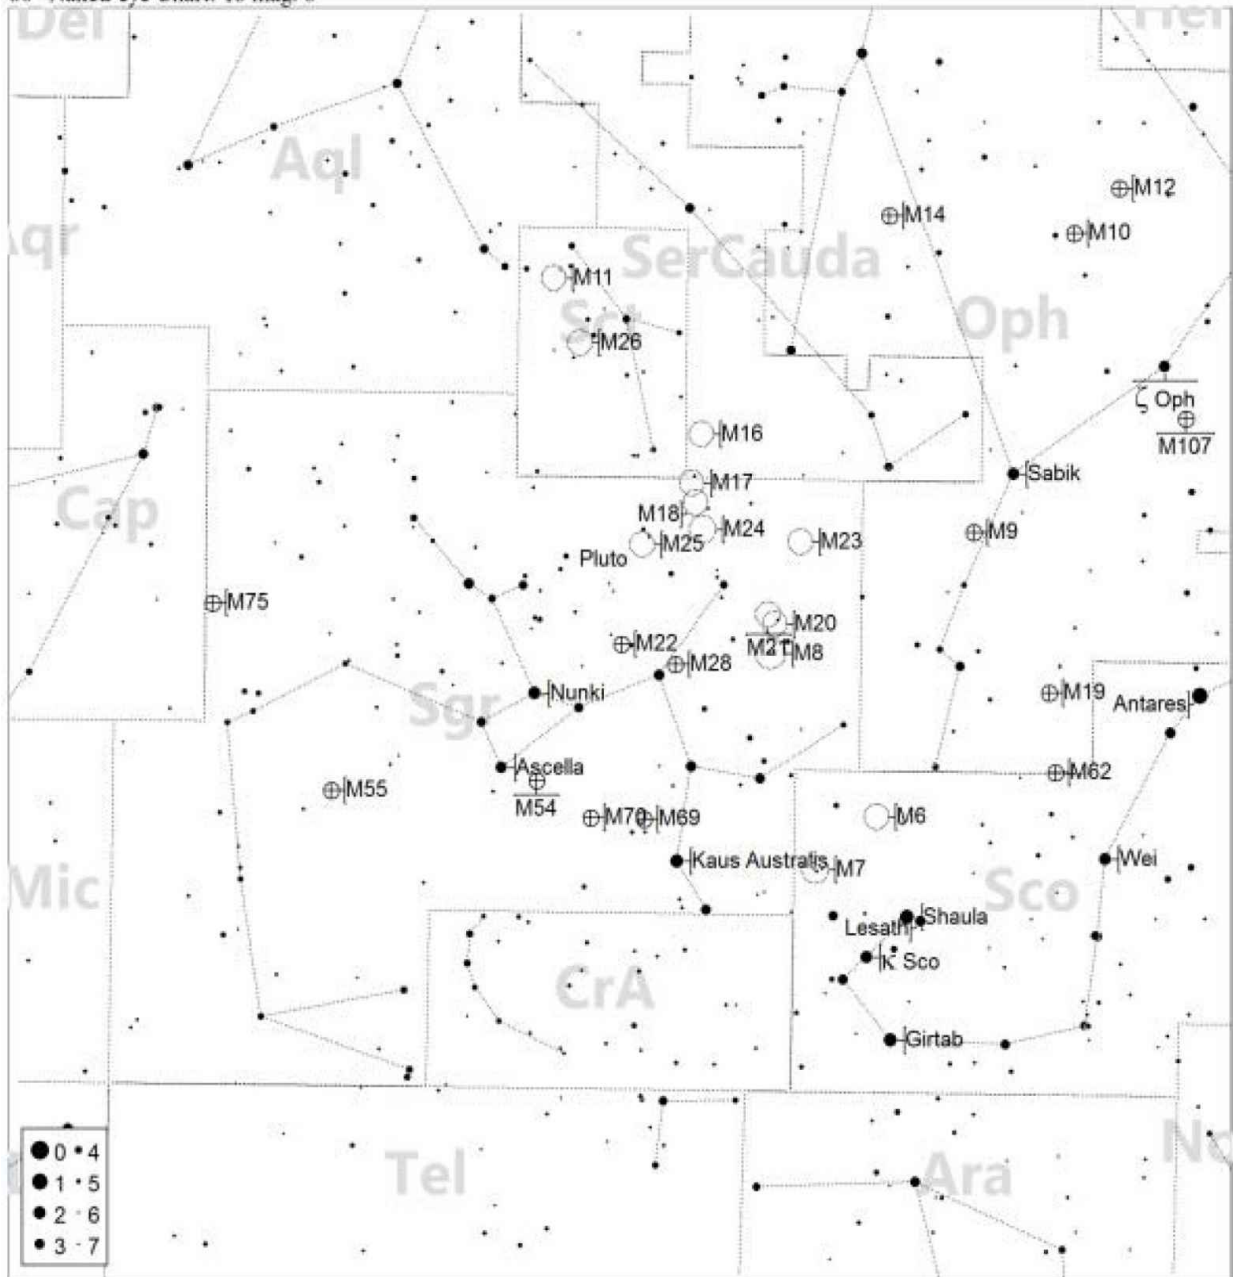 Del
Aql
M12
M14
M10
SerCauda
M11
Sct
Oph
M26
ζ Oph
M16
M107
Sabik
M17
Cap
M18
M24
M9
M25
M23
Pluto
M75
M20
M22
M21
M8
M28
Nunki
M19
Sgr
Antares
Ascella
M62
M55
M54
M70
M69
M6
Kaus Australis
M7
Wei
Mic
Sco
Shaula
Lesath
κ Sco
CrA
Girtab
Tel
Ara
0 4
1 5
2 6
3 7